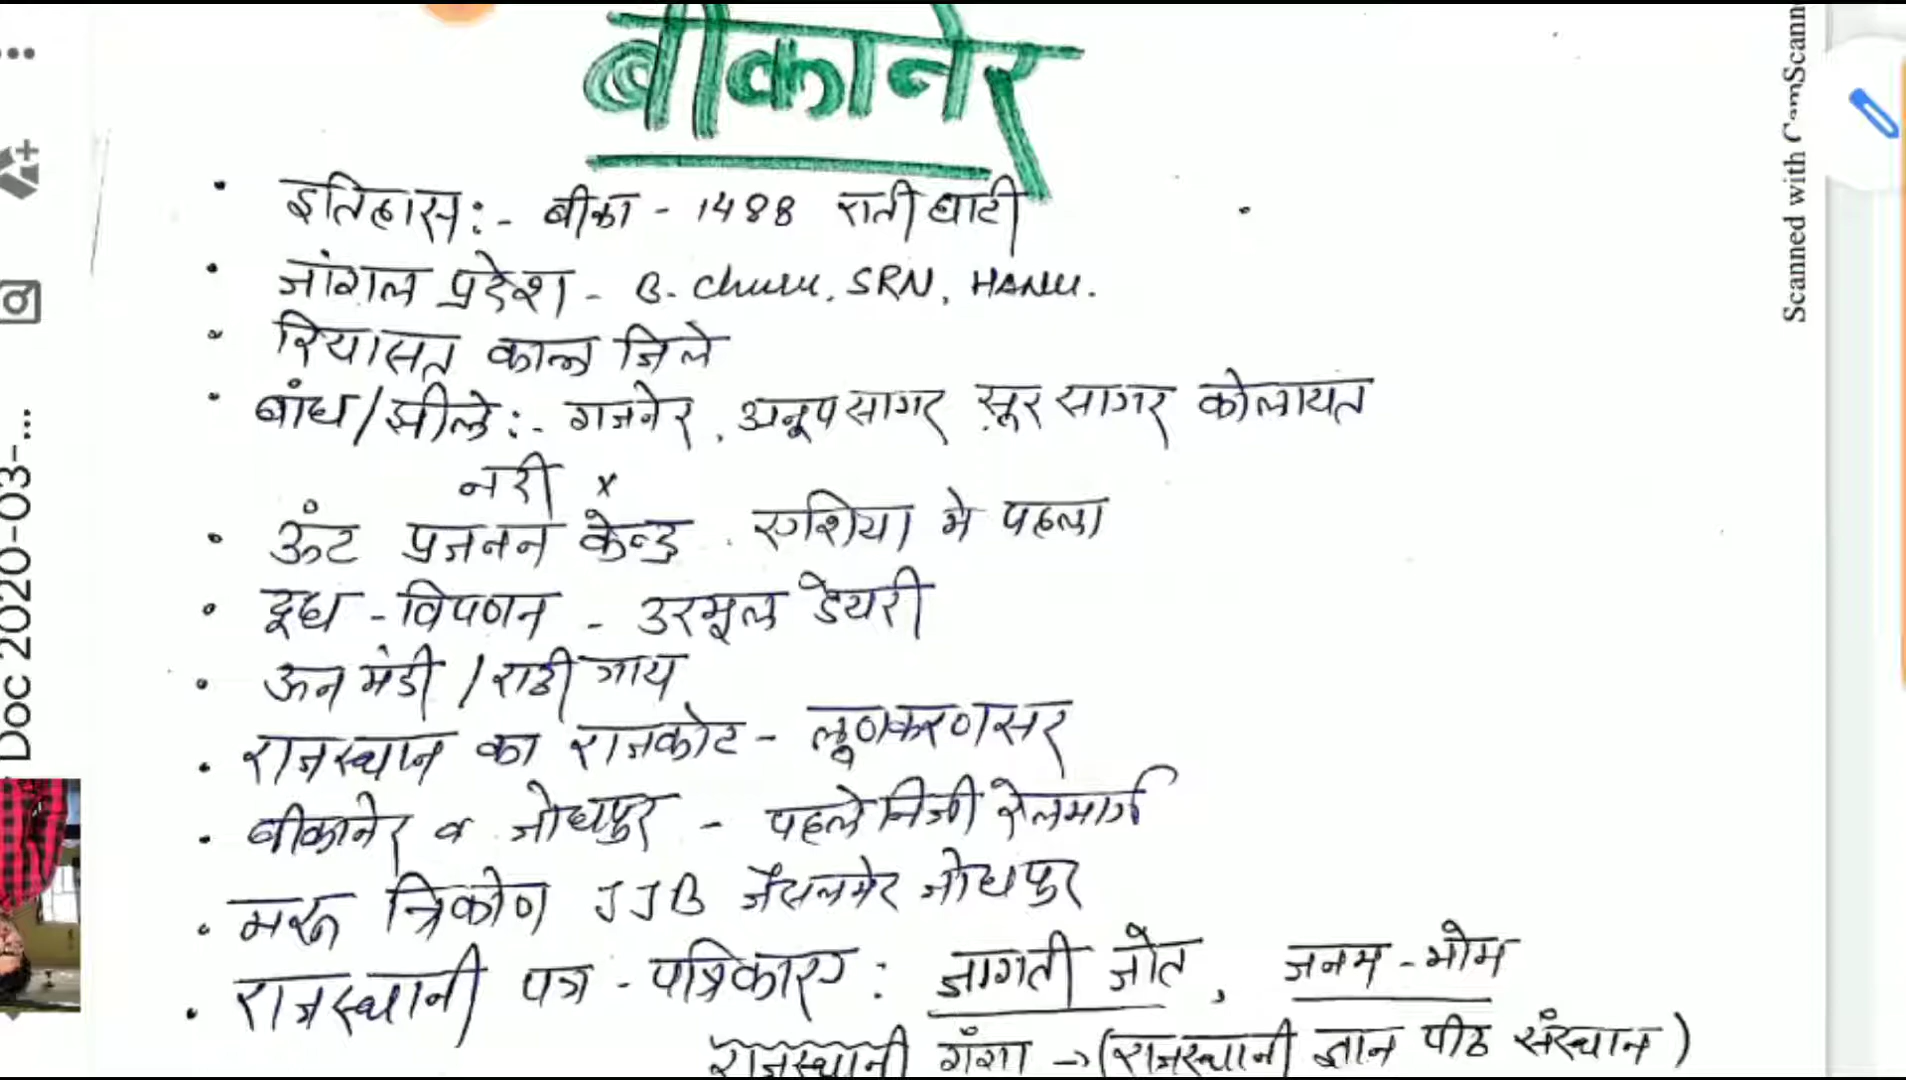 बीकानेर
इतिहास:- बीका - 1488 राती घाटी
जांगल प्रदेश - B. Churu, SRN, HANU.
रियासत काल जिले
बांध/झीले:- गजनेर, अनूपसागर सूर सागर कोलायत
नदी x
ऊंट प्रजनन केन्द्र. एशिया मे पहला
दूध - विपणन - उरमूल डेयरी
ऊन मंडी / राठी गाय
राजस्थान का राजकोट - लूणकरणसर
बीकानेर व जोधपुर - पहले निजी रेलमार्ग
मरू त्रिकोण JJB जैसलमेर जोधपुर
राजस्थानी पत्र - पत्रिकाए: जागती जोत, जनम - भोम
राजस्थानी गंगा → (राजस्थानी ज्ञान पीठ संस्थान)
Doc 2020-03-...
Scanned with